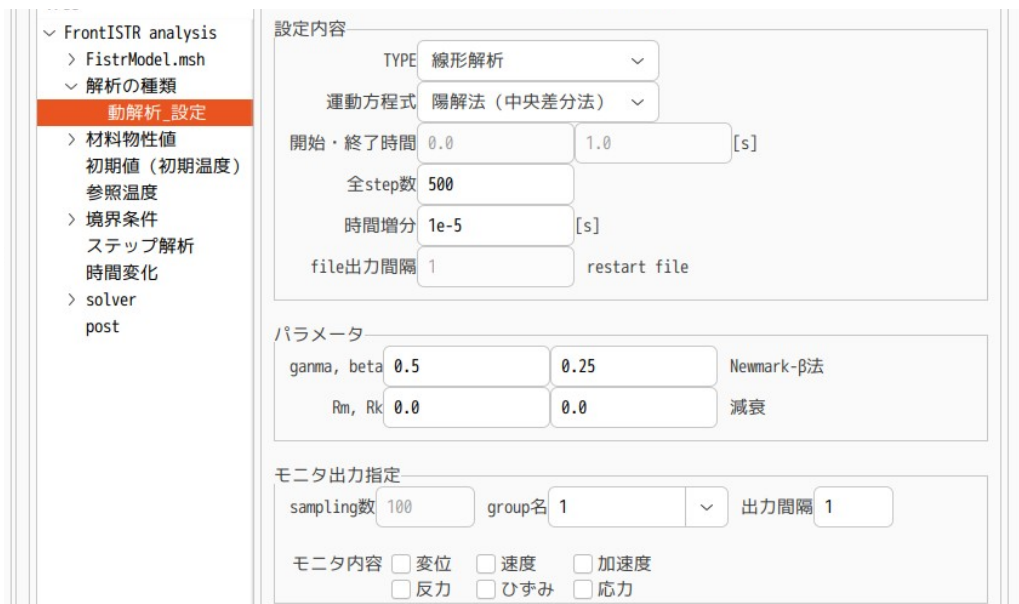 FrontISTR analysis
FistrModel.msh
解析の種類
動解析_設定
材料物性値
初期値（初期温度）
参照温度
境界条件
ステップ解析
時間変化
solver
post
設定内容
TYPE 線形解析
運動方程式 陽解法（中央差分法）
開始・終了時間 0.0 1.0 [s]
全step数 500
時間増分 1e-5 [s]
file出力間隔 1 restart file
パラメータ
ganma, beta 0.5 0.25 Newmark-β法
Rm, Rk 0.0 0.0 減衰
モニタ出力指定
sampling数 100 group名 1 出力間隔 1
モニタ内容 変位 速度 加速度
反力 ひずみ 応力